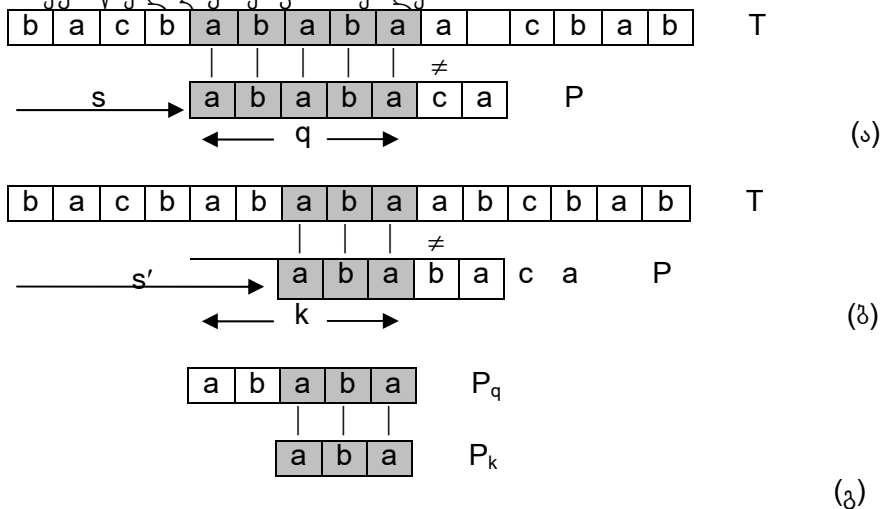 b a c b a b a b a a c b a b T
≠
s a b a b a c a P
q
(ა)
b a c b a b a b a a b c b a b T
≠
s′ a b a b a c a P
k
(ბ)
a b a b a Pq
a b a Pk
(გ)